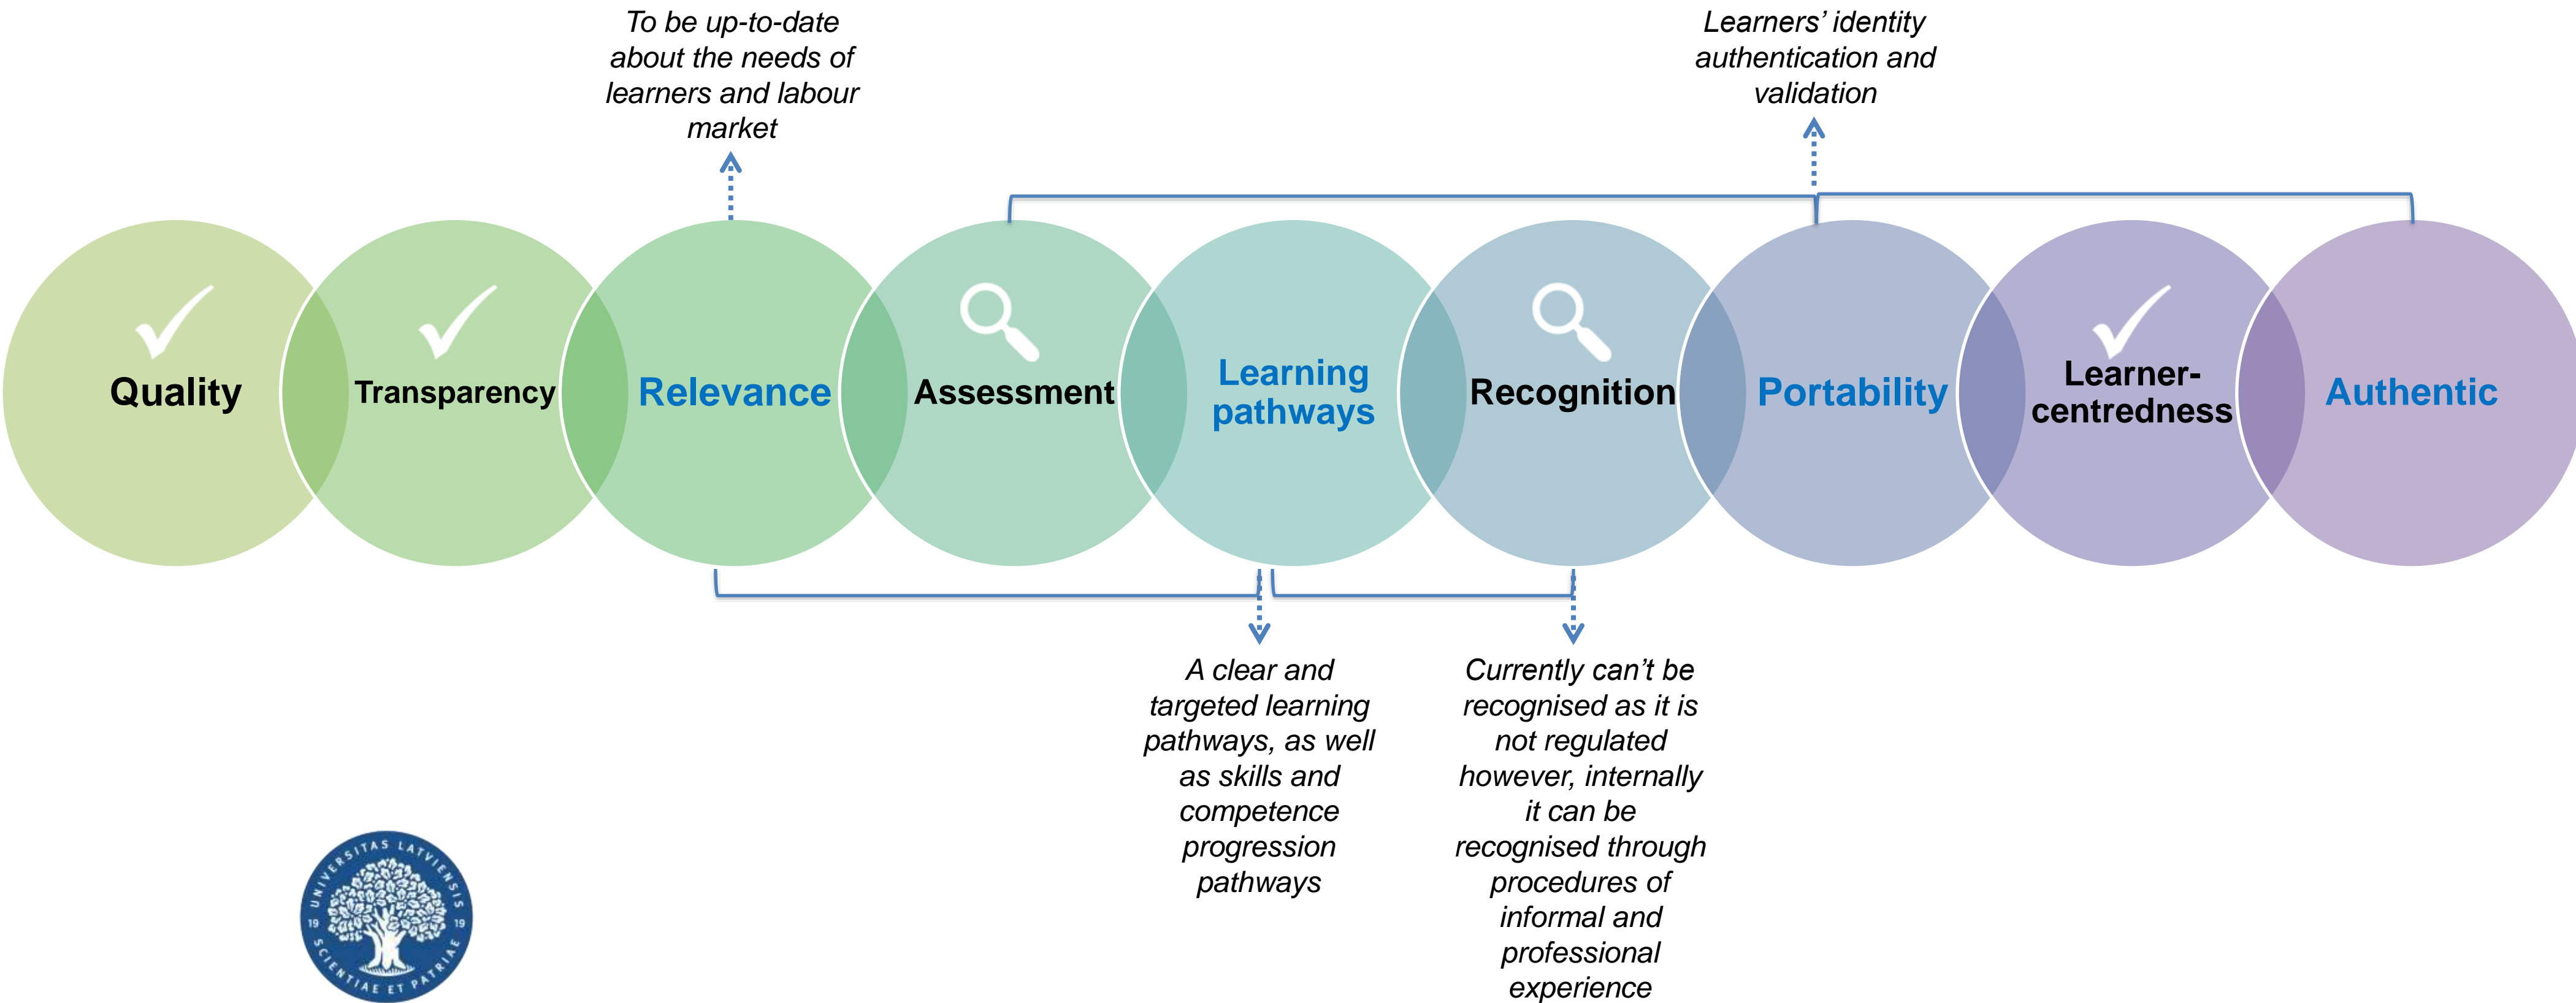 To be up-to-date
about the needs of
learners and labour
market
Learners’ identity
authentication and
validation
Quality
Transparency
Relevance
Assessment
Learning
pathways
Recognition
Portability
Learner-
centredness
Authentic
A clear and
targeted learning
pathways, as well
as skills and
competence
progression
pathways
Currently can’t be
recognised as it is
not regulated
however, internally
it can be
recognised through
procedures of
informal and
professional
experience
UNIVERSITAS LATVIENSIS
19 19
SCIENTIAE ET PATRIAE